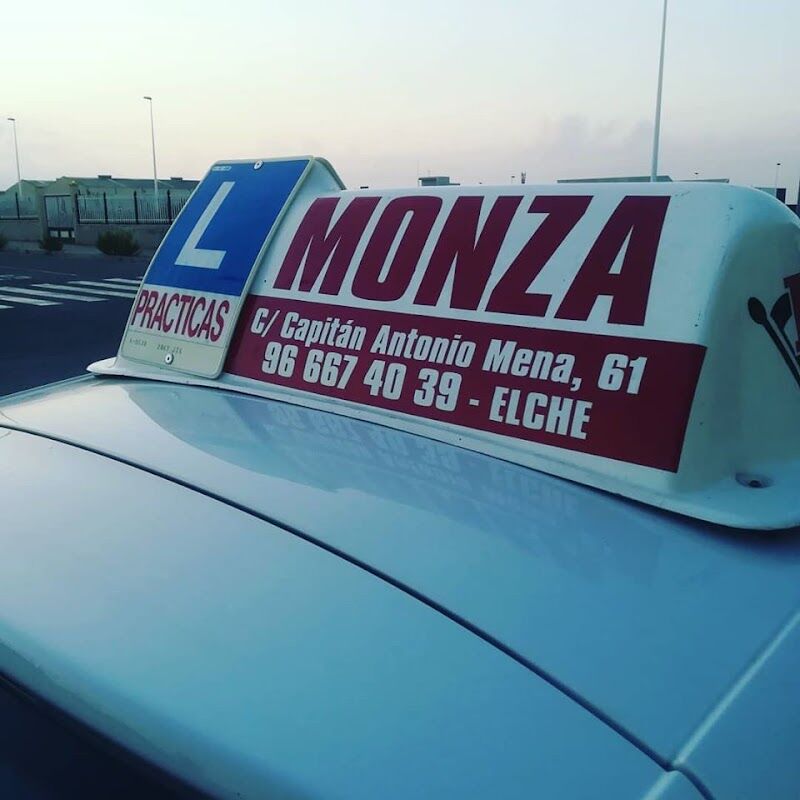 L
PRACTICAS
MONZA
C/ Capitán Antonio Mena, 61
96 667 40 39 - ELCHE